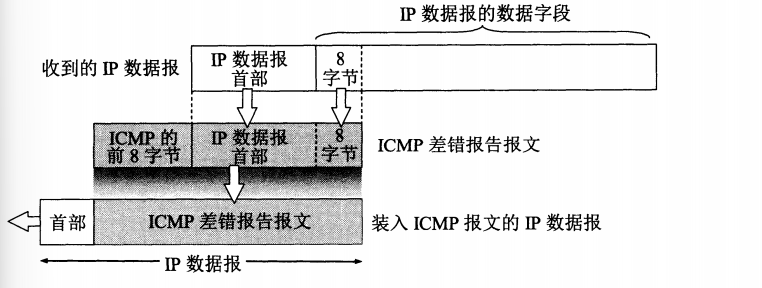 IP 数据报的数据字段
收到的 IP 数据报
IP 数据报
首部
8
字节
ICMP 的
前 8 字节
IP 数据报
首部
8
字节
ICMP 差错报告报文
首部
ICMP 差错报告报文
装入 ICMP 报文的 IP 数据报
IP 数据报